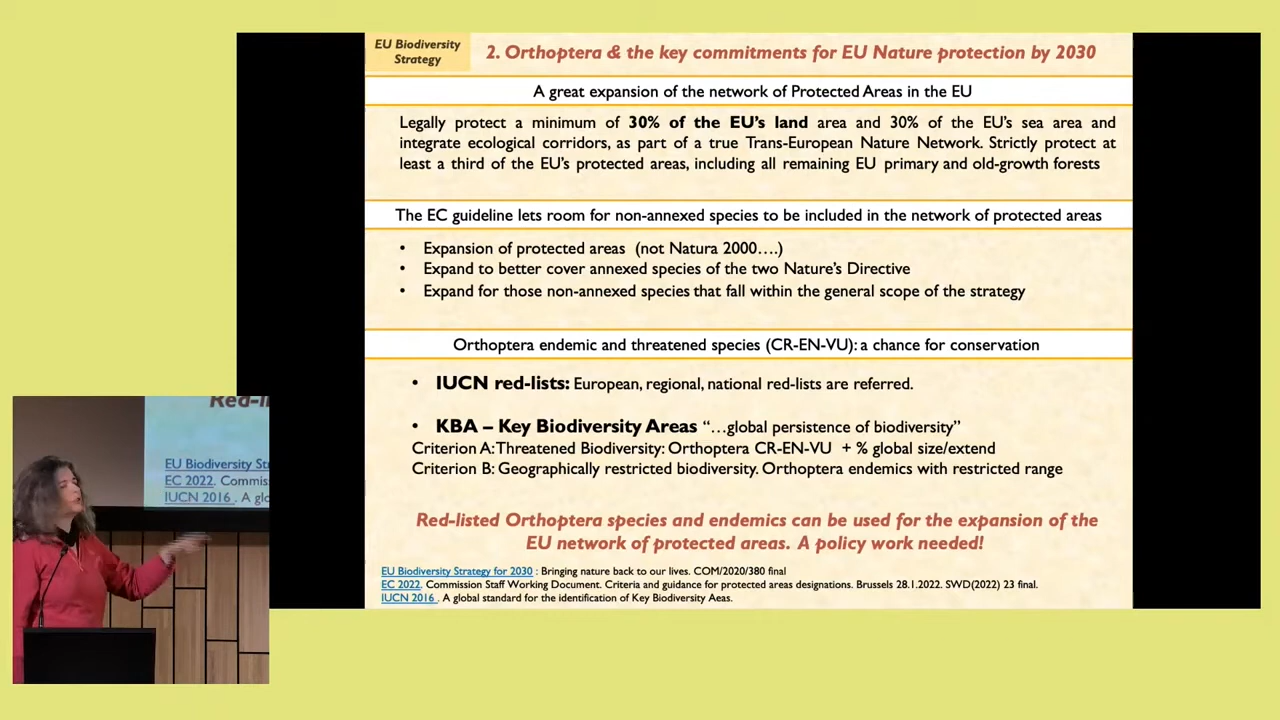 EU Biodiversity
Strategy
2. Orthoptera & the key commitments for EU Nature protection by 2030
A great expansion of the network of Protected Areas in the EU
Legally protect a minimum of 30% of the EU's land area and 30% of the EU's sea area and
integrate ecological corridors, as part of a true Trans-European Nature Network. Strictly protect at
least a third of the EU's protected areas, including all remaining EU primary and old-growth forests
The EC guideline lets room for non-annexed species to be included in the network of protected areas
• Expansion of protected areas (not Natura 2000....)
• Expand to better cover annexed species of the two Nature's Directive
• Expand for those non-annexed species that fall within the general scope of the strategy
Orthoptera endemic and threatened species (CR-EN-VU): a chance for conservation
• IUCN red-lists: European, regional, national red-lists are referred.
• KBA – Key Biodiversity Areas "...global persistence of biodiversity"
Criterion A: Threatened Biodiversity: Orthoptera CR-EN-VU + % global size/extend
Criterion B: Geographically restricted biodiversity. Orthoptera endemics with restricted range
Red-listed Orthoptera species and endemics can be used for the expansion of the
EU network of protected areas. A policy work needed!
EU Biodiversity Strategy for 2030 : Bringing nature back to our lives. COM/2020/380 final
EC 2022. Commission Staff Working Document. Criteria and guidance for protected areas designations. Brussels 28.1.2022. SWD(2022) 23 final.
IUCN 2016 . A global standard for the identification of Key Biodiversity Aeas.
Red-li
EU Biodiversity Str
EC 2022. Commis
IUCN 2016 . A glo